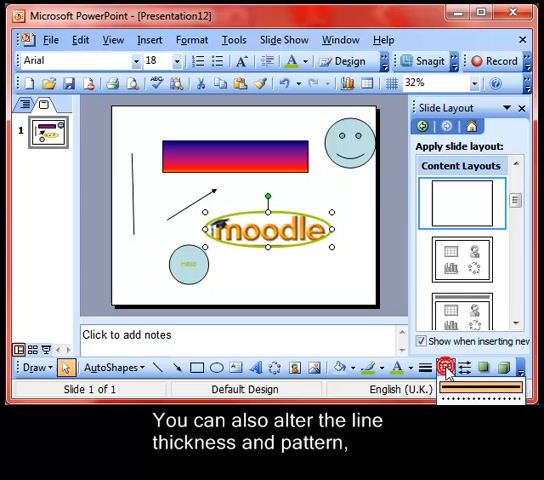 Microsoft PowerPoint - [Presentation12]
File Edit View Insert Format Tools Slide Show Window Help
Arial 18 Design Snagit Record
32%
1
Slide Layout
Apply slide layout:
Content Layouts
moodle
Show when inserting new
Click to add notes
Draw AutoShapes
Slide 1 of 1 Default Design English (U.K.)
You can also alter the line
thickness and pattern,